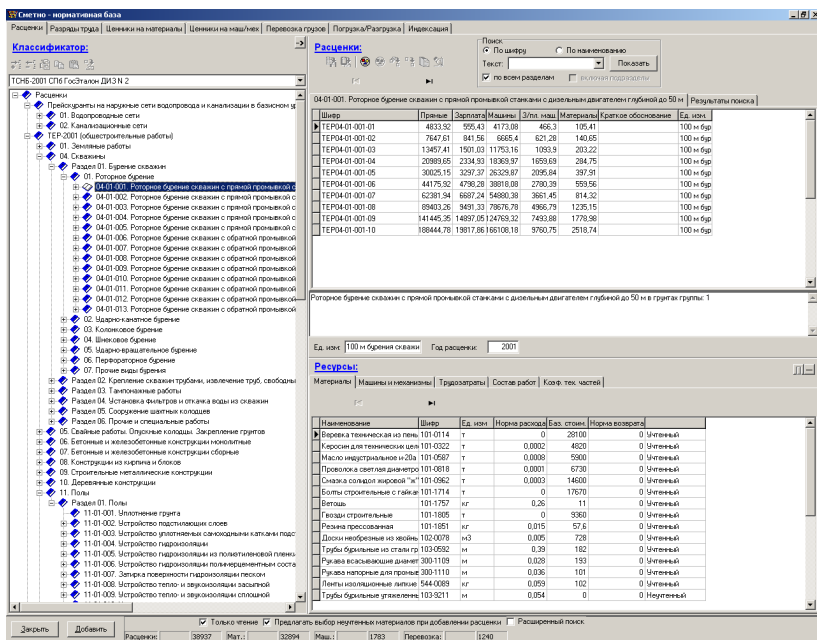 Сметно - нормативная база
Расценки Разряды труда Ценники на материалы Ценники на маш/мех Перевозка грузов Погрузка/Разгрузка Индексация
Классификатор:
ТСНБ-2001 СПб ГосЭталон ДИЗ N 2
Расценки
Прейскуранты на наружные сети водопровода и канализации в базисном у
01. Водопроводные сети
02. Канализационные сети
ТЕР-2001 (общестроительные работы)
01. Земляные работы
04. Скважины
Раздел 01. Бурение скважин
01. Роторное бурение
04-01-001. Роторное бурение скважин с прямой промывкой с
04-01-002. Роторное бурение скважин с прямой промывкой с
04-01-003. Роторное бурение скважин с прямой промывкой с
04-01-004. Роторное бурение скважин с прямой промывкой с
04-01-005. Роторное бурение скважин с прямой промывкой с
04-01-006. Роторное бурение скважин с обратной промывкой
04-01-007. Роторное бурение скважин с обратной промывкой
04-01-008. Роторное бурение скважин с обратной промывкой
04-01-009. Роторное бурение скважин с обратной промывкой
04-01-010. Роторное бурение скважин с обратной промывкой
04-01-011. Роторное бурение скважин с обратной промывкой
04-01-012. Роторное бурение скважин с обратной промывкой
04-01-013. Роторное бурение скважин с обратной промывкой
02. Ударно-канатное бурение
03. Колонковое бурение
04. Шнековое бурение
05. Ударно-вращательное бурение
06. Перфораторное бурение
07. Прочие виды бурения
Раздел 02. Крепление скважин трубами, извлечение труб, свободны
Раздел 03. Тампонажные работы
Раздел 04. Установка фильтров и откачка воды из скважин
Раздел 05. Сооружение шахтных колодцев
Раздел 06. Прочие и специальные работы
05. Свайные работы. Опускные колодцы. Закрепление грунтов
06. Бетонные и железобетонные конструкции монолитные
07. Бетонные и железобетонные конструкции сборные
08. Конструкции из кирпича и блоков
09. Строительные металлические конструкции
10. Деревянные конструкции
11. Полы
Раздел 01. Полы
11-01-001. Уплотнение грунта
11-01-002. Устройство подстилающих слоев
11-01-003. Устройство уплотняемых самоходными катками подс
11-01-004. Устройство гидроизоляции
11-01-005. Устройство гидроизоляции из полиэтиленовой пленки
11-01-006. Устройство гидроизоляции полимерцементным соста
11-01-007. Затирка поверхности гидроизоляции песком
11-01-008. Устройство тепло- и звукоизоляции засыпной
11-01-009. Устройство тепло- и звукоизоляции сплошной
Расценки:
Поиск
По шифру По наименованию
Текст: Показать
по всем разделам включая подразделы
04-01-001. Роторное бурение скважин с прямой промывкой станками с дизельным двигателем глубиной до 50 м Результаты поиска
Шифр Прямые Зарплата Машины З/пл. маш. Материалы Краткое обоснование Ед. изм.
ТЕР04-01-001-01 4833,92 555,43 4173,08 466,3 105,41 100 м бур
ТЕР04-01-001-02 7647,61 841,56 6665,4 621,28 140,65 100 м бур
ТЕР04-01-001-03 13457,41 1501,03 11753,16 1093,9 203,22 100 м бур
ТЕР04-01-001-04 20989,65 2334,93 18369,97 1659,69 284,75 100 м бур
ТЕР04-01-001-05 30025,15 3297,37 26329,87 2095,84 397,91 100 м бур
ТЕР04-01-001-06 44175,92 4798,28 38818,08 2780,39 559,56 100 м бур
ТЕР04-01-001-07 62381,94 6687,24 54880,38 3661,45 814,32 100 м бур
ТЕР04-01-001-08 89403,26 9491,33 78676,78 4966,79 1235,15 100 м бур
ТЕР04-01-001-09 141445,35 14897,05 124769,32 7493,88 1778,98 100 м бур
ТЕР04-01-001-10 188444,78 19817,86 166108,18 9760,75 2518,74 100 м бур
Роторное бурение скважин с прямой промывкой станками с дизельным двигателем глубиной до 50 м в грунтах группы: 1
Ед. изм: 100 м бурения скважи Год расценки: 2001
Ресурсы:
Материалы Машины и механизмы Трудозатраты Состав работ Коэф. тех. частей
Наименование Шифр Ед. изм Норма расхода Баз. стоим. Норма возврата
Веревка техническая из пень 101-0114 т 0 28100 0 Учтенный
Керосин для технических цел 101-0322 т 0,0002 4820 0 Учтенный
Масло индустриальное и-20а 101-0587 т 0,0008 5900 0 Учтенный
Проволока светлая диаметро 101-0818 т 0,0001 6730 0 Учтенный
Смазка солидол жировой "ж" 101-0962 т 0,0003 14600 0 Учтенный
Болты строительные с гайкам 101-1714 т 0 17670 0 Учтенный
Ветошь 101-1757 кг 0,26 11 0 Учтенный
Гвозди строительные 101-1805 т 0 9360 0 Учтенный
Резина прессованная 101-1851 кг 0,015 57,6 0 Учтенный
Доски необрезные из хвойнь 102-0078 м3 0,005 728 0 Учтенный
Трубы бурильные из стали гр 103-0592 м 0,39 182 0 Учтенный
Рукава всасывающие диамет 300-1109 м 0,028 193 0 Учтенный
Рукава напорные для промыв 300-1110 м 0,036 101 0 Учтенный
Ленты изоляционные липкие 544-0089 кг 0,059 102 0 Учтенный
Трубы бурильные утяжеленнь 103-9211 м 0,054 0 0 Неучтенный
Закрыть Добавить Только чтение Предлагать выбор неучтенных материалов при добавлении расценки Расширенный поиск
Расценки: 38937 Мат.: 32894 Маш.: 1783 Перевозка: 1240